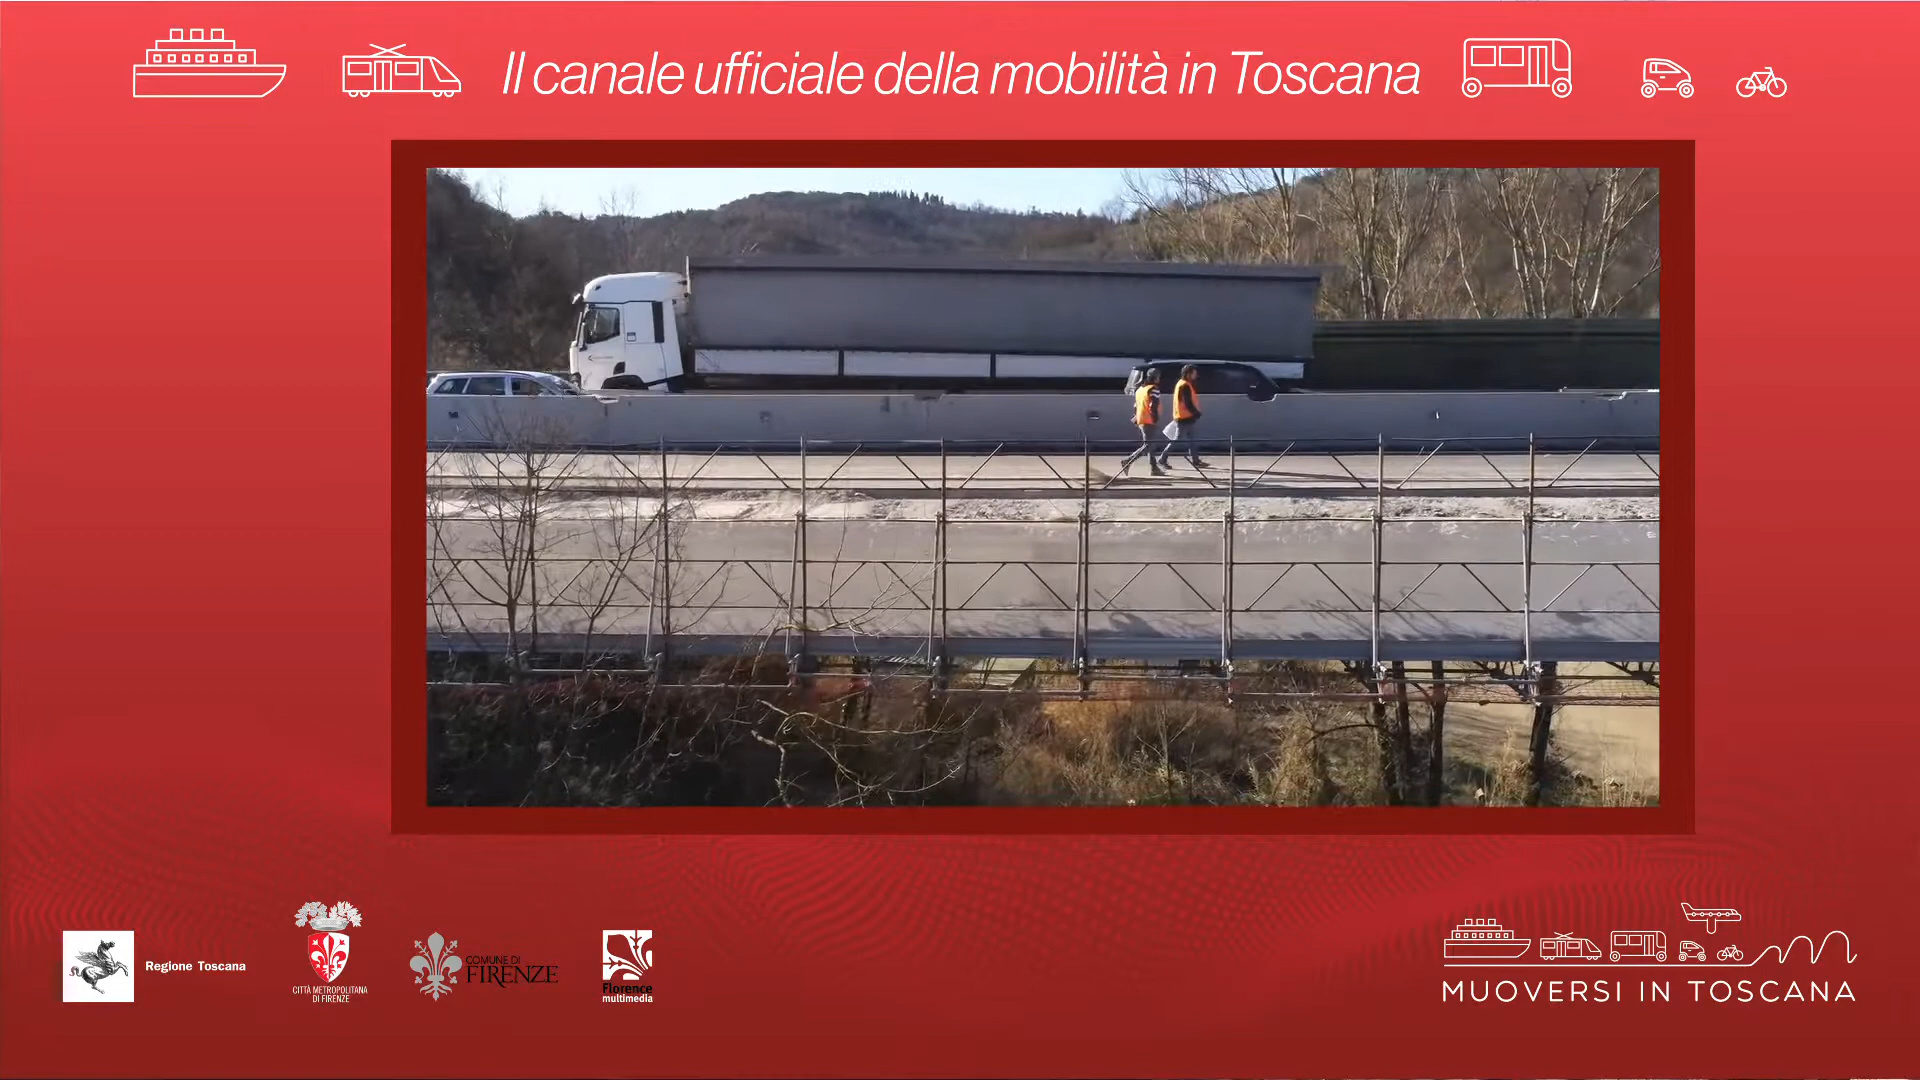 Il canale ufficiale della mobilità in Toscana
Regione Toscana
CITTÀ METROPOLITANA
DI FIRENZE
COMUNE DI
FIRENZE
Florence
multimedia
MUOVERSI IN TOSCANA